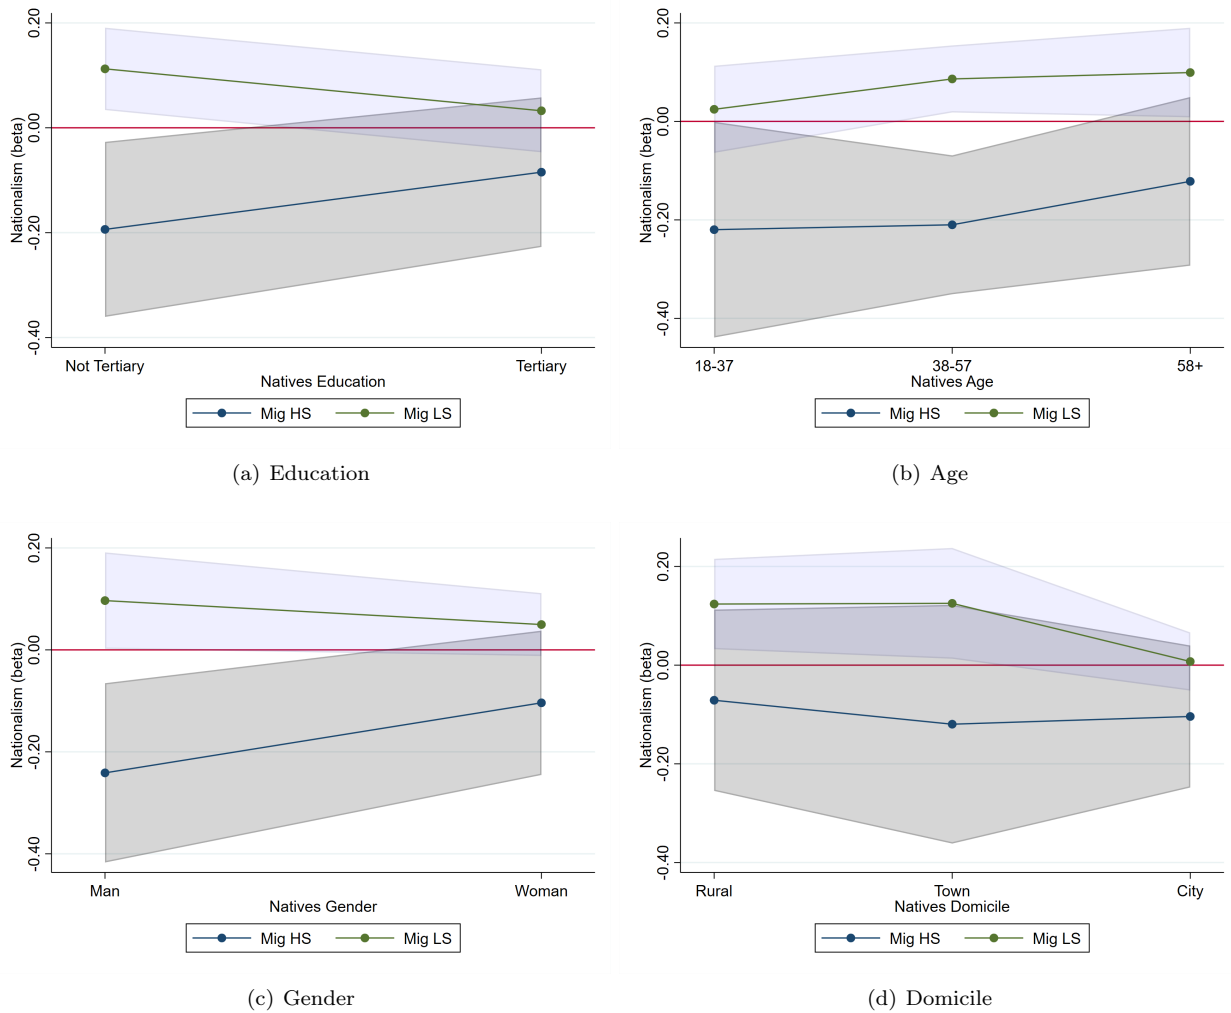 Nationalism (beta)
0.20
0.00
-0.20
-0.40
Not Tertiary Tertiary
Natives Education
Mig HS Mig LS
(a) Education
Nationalism (beta)
0.20
0.00
-0.20
-0.40
18-37 38-57 58+
Natives Age
Mig HS Mig LS
(b) Age
Nationalism (beta)
0.20
0.00
-0.20
-0.40
Man Woman
Natives Gender
Mig HS Mig LS
(c) Gender
Nationalism (beta)
0.20
0.00
-0.20
-0.40
Rural Town City
Natives Domicile
Mig HS Mig LS
(d) Domicile